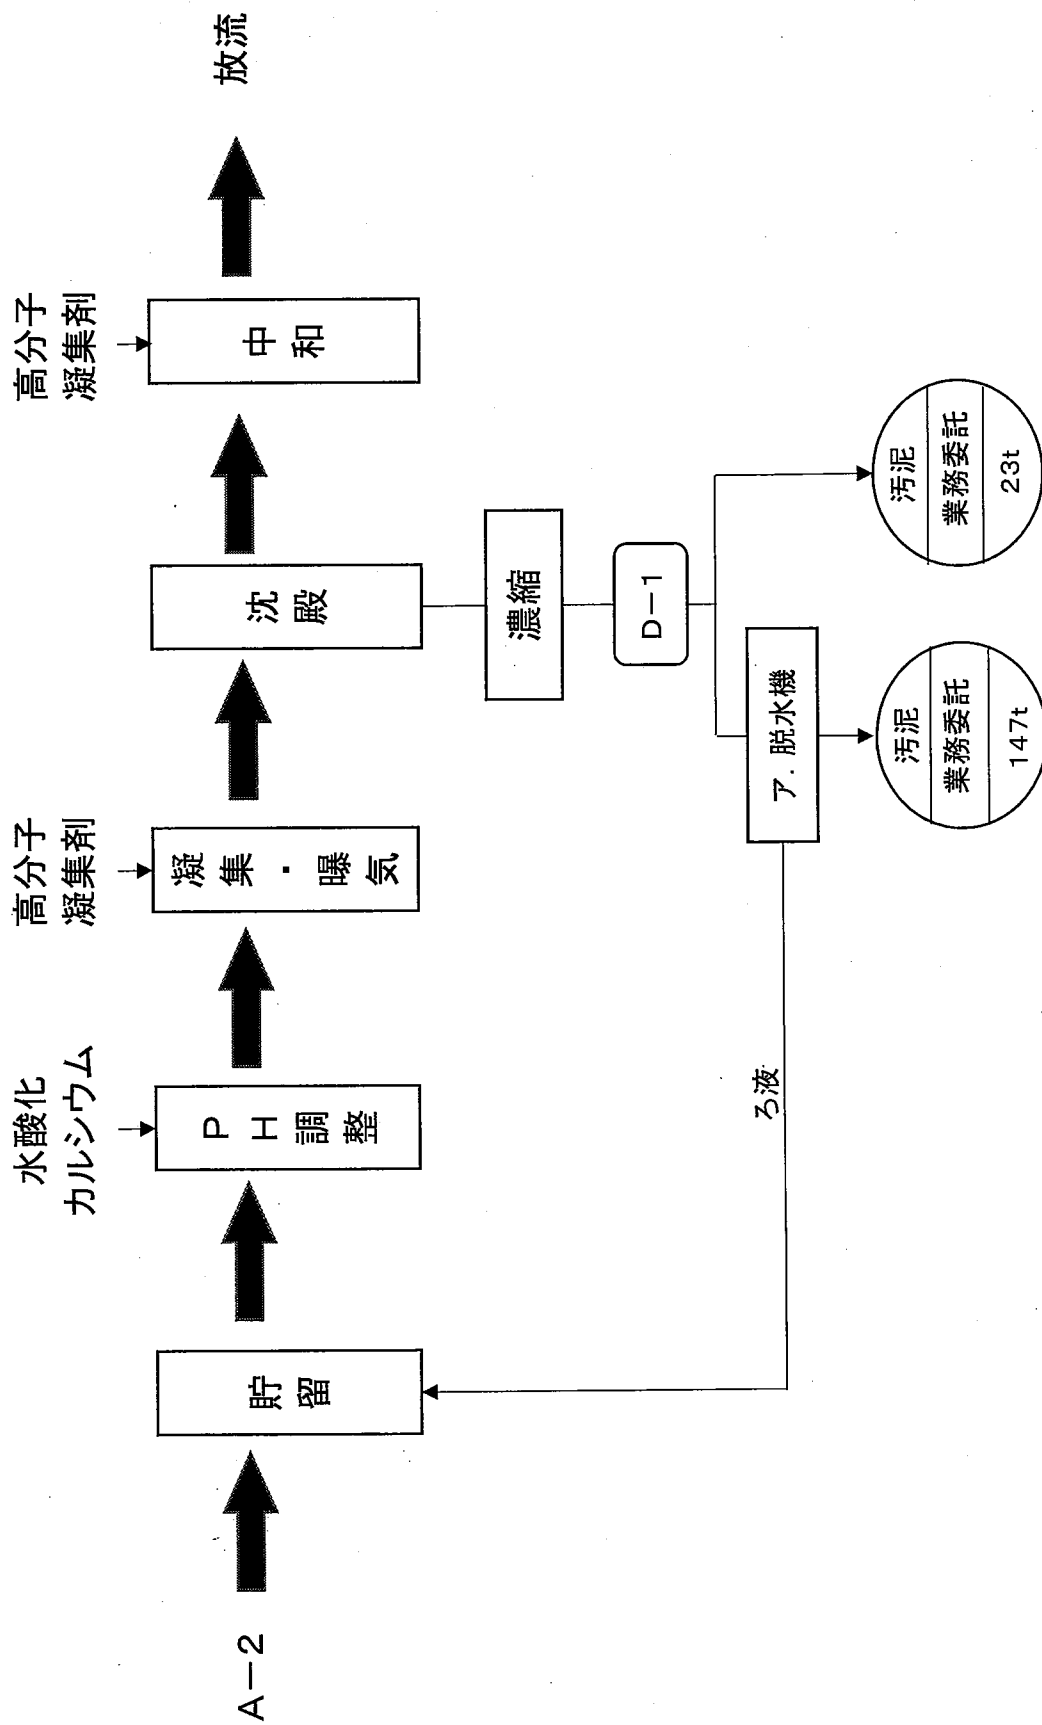 水酸化
カルシウム
高分子
凝集剤
高分子
凝集剤
A－2
貯
留
P
H
調
整
凝
集
・
曝
気
沈
殿
中
和
放流
濃縮
D－1
ろ液
ア．脱水機
汚泥
業務委託
147t
汚泥
業務委託
23t